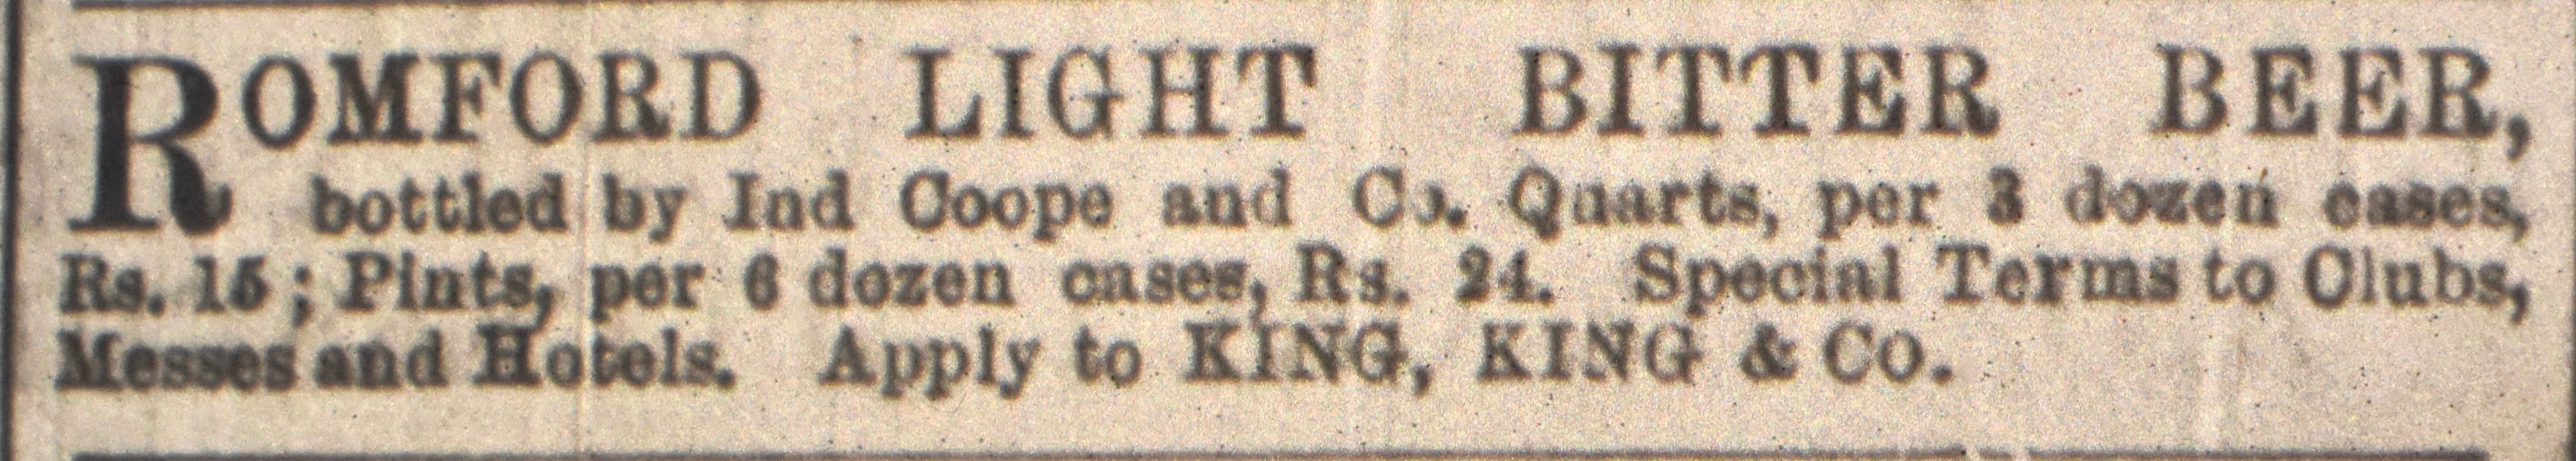 ROMFORD LIGHT BITTER BEER,
bottled by Ind Coope and Co. Quarts, per 3 dozen cases,
Rs. 15; Pints, per 6 dozen cases, Rs. 24. Special Terms to Clubs,
Messes and Hotels. Apply to KING, KING & Co.